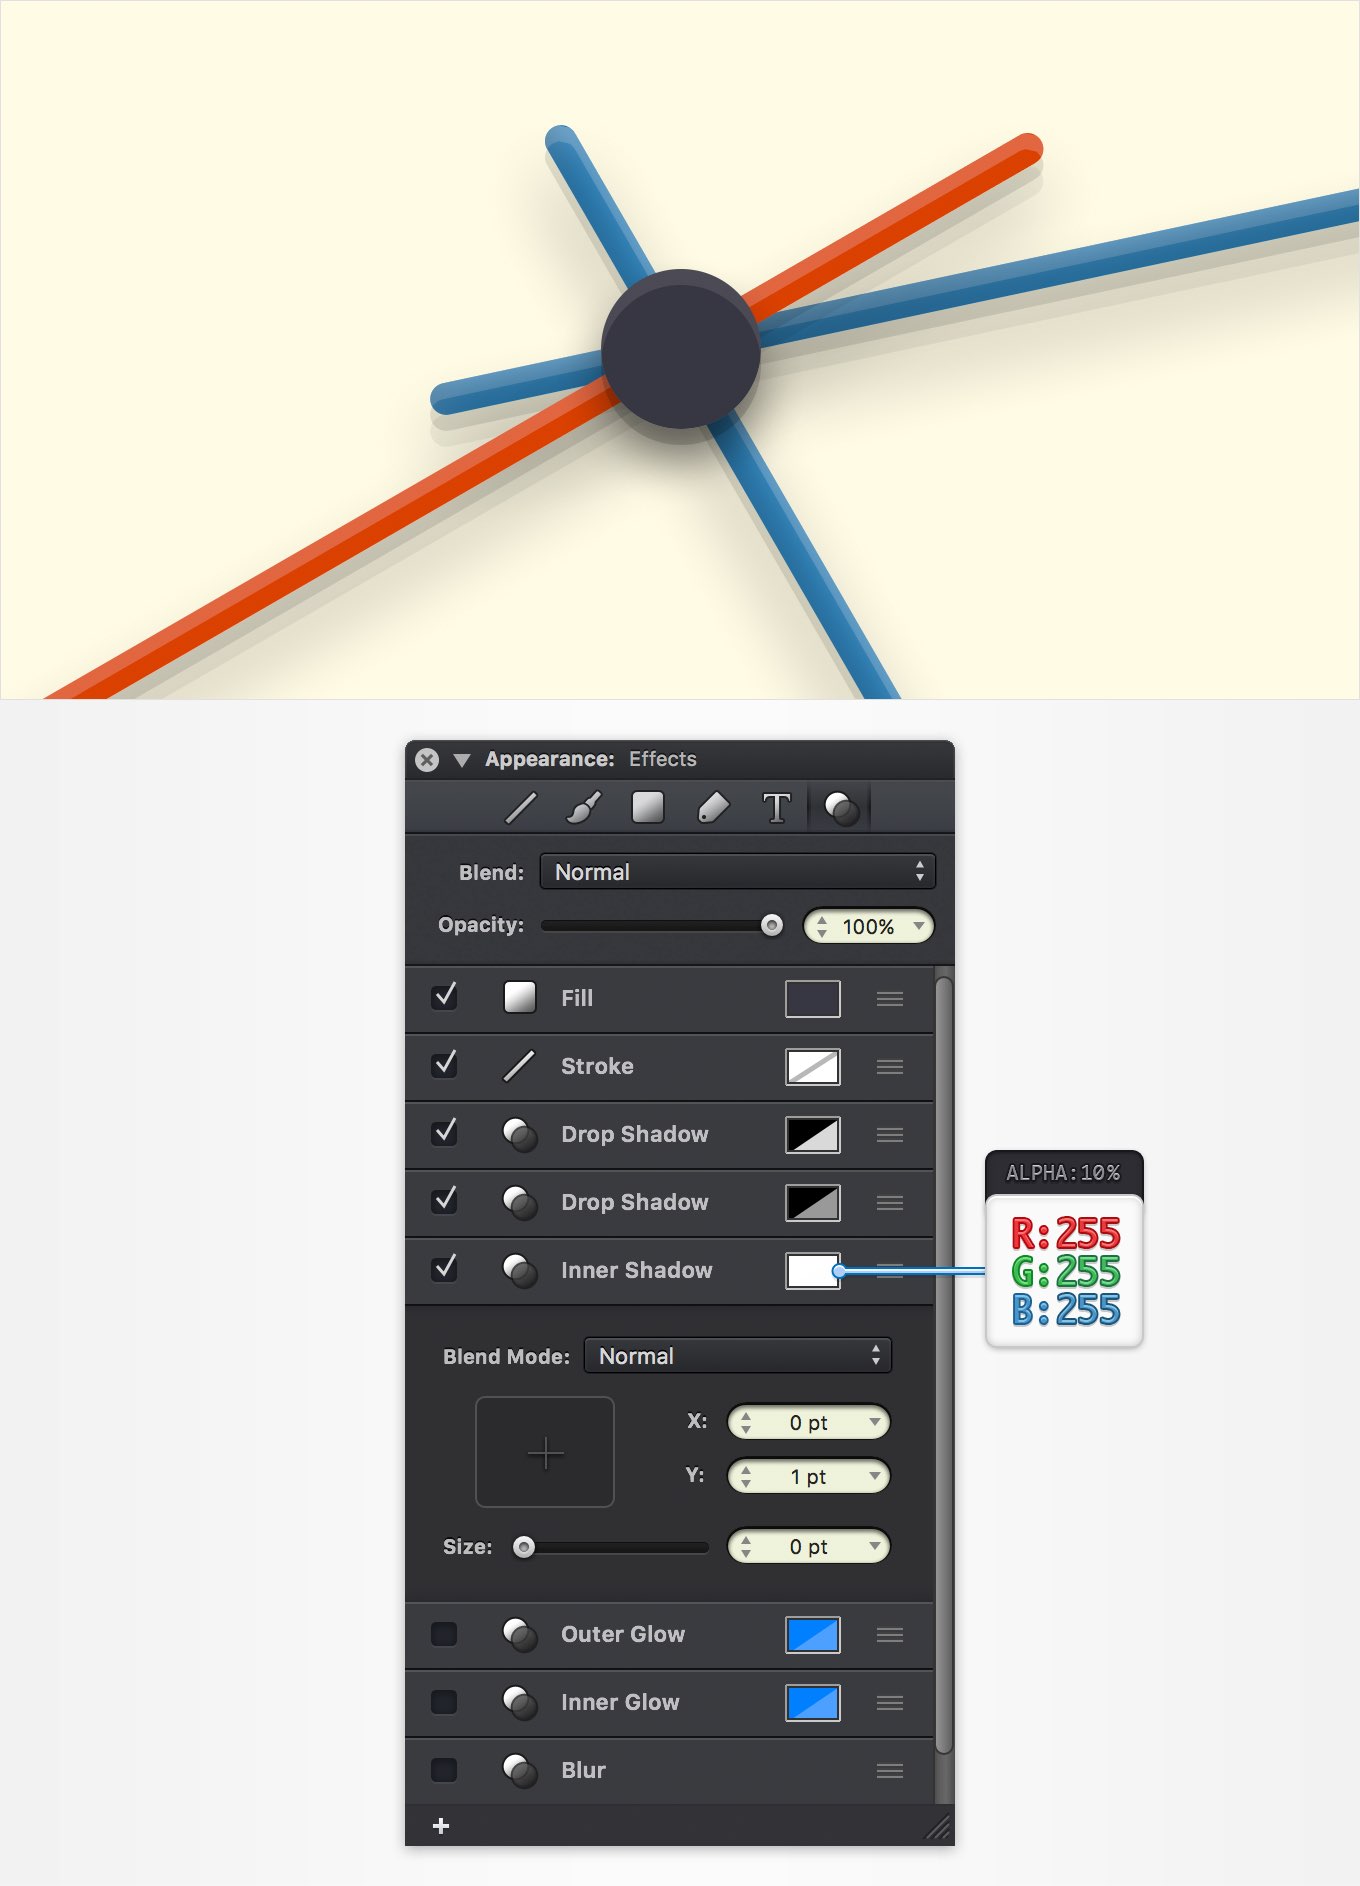 Appearance: Effects
T
Blend: Normal
Opacity: 100%
Fill
Stroke
Drop Shadow
Drop Shadow
Inner Shadow
ALPHA:10%
R:255
G:255
B:255
Blend Mode: Normal
X: 0 pt
Y: 1 pt
Size: 0 pt
Outer Glow
Inner Glow
Blur